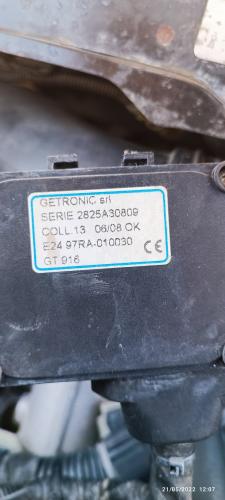 GETRONIC srl
SERIE 2825A30809
COLL.13 06/08 OK
E24 97RA-010030 CE
GT 916
21/05/2022 12:07